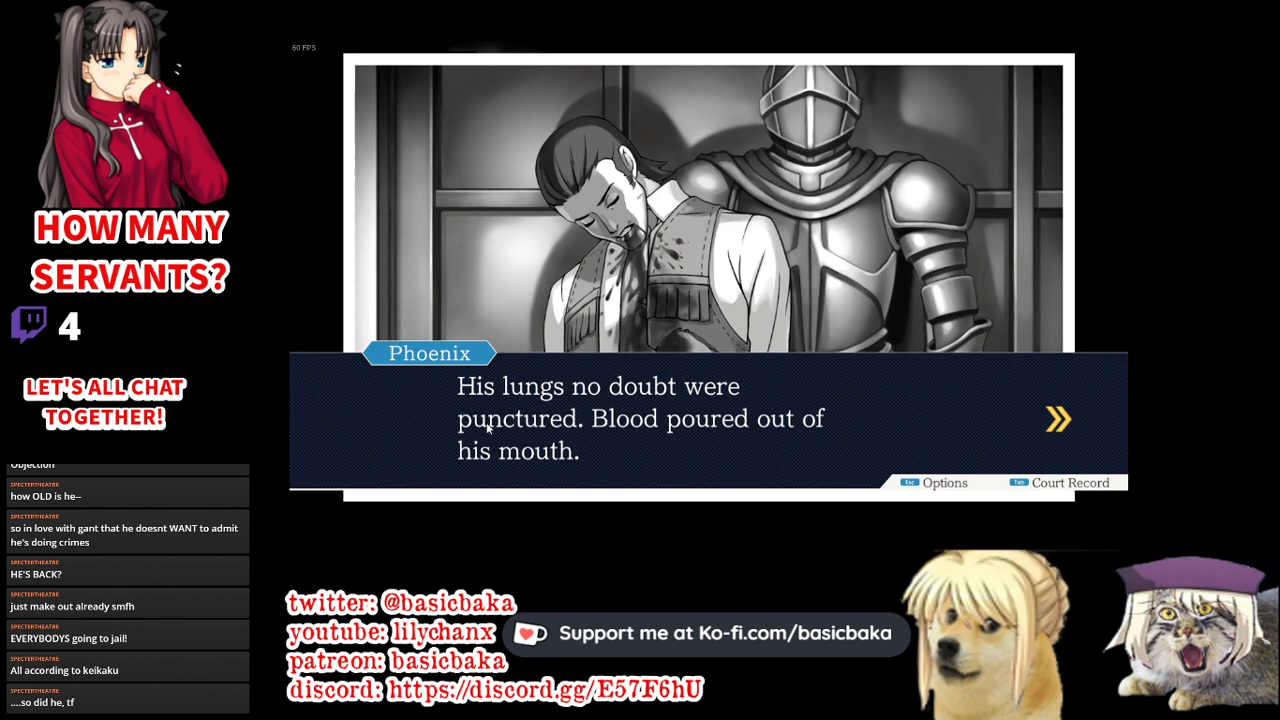 HOW MANY
SERVANTS?
4
LET'S ALL CHAT
TOGETHER!
Objection
SPECTERTHEATRE
how OLD is he--
SPECTERTHEATRE
so in love with gant that he doesnt WANT to admit
he's doing crimes
SPECTERTHEATRE
HE'S BACK?
SPECTERTHEATRE
just make out already smfh
SPECTERTHEATRE
EVERYBODYS going to jail!
SPECTERTHEATRE
All according to keikaku
SPECTERTHEATRE
....so did he, tf
60 FPS
Phoenix
His lungs no doubt were
punctured. Blood poured out of
his mouth.
Esc Options
Tab Court Record
twitter: @basicbaka
youtube: lilychanx
patreon: basicbaka
discord: https://discord.gg/E57F6hU
Support me at Ko-fi.com/basicbaka